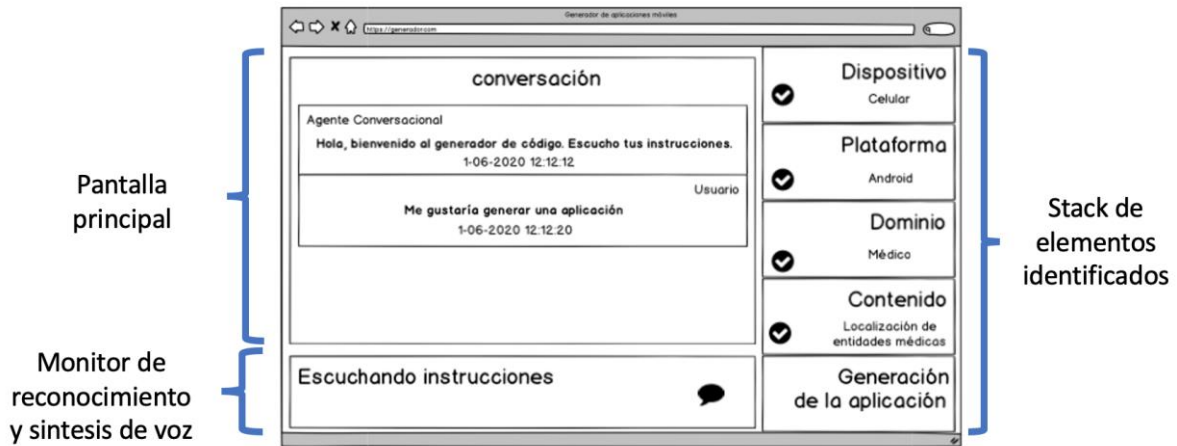 Generador de aplicaciones móviles
https://generador.com
Pantalla
principal
Monitor de
reconocimiento
y sintesis de voz
conversación
Agente Conversacional
Hola, bienvenido al generador de código. Escucho tus instrucciones.
1-06-2020 12:12:12
Usuario
Me gustaría generar una aplicación
1-06-2020 12:12:20
Escuchando instrucciones
Dispositivo
Celular
Plataforma
Android
Dominio
Médico
Contenido
Localización de
entidades médicas
Generación
de la aplicación
Stack de
elementos
identificados